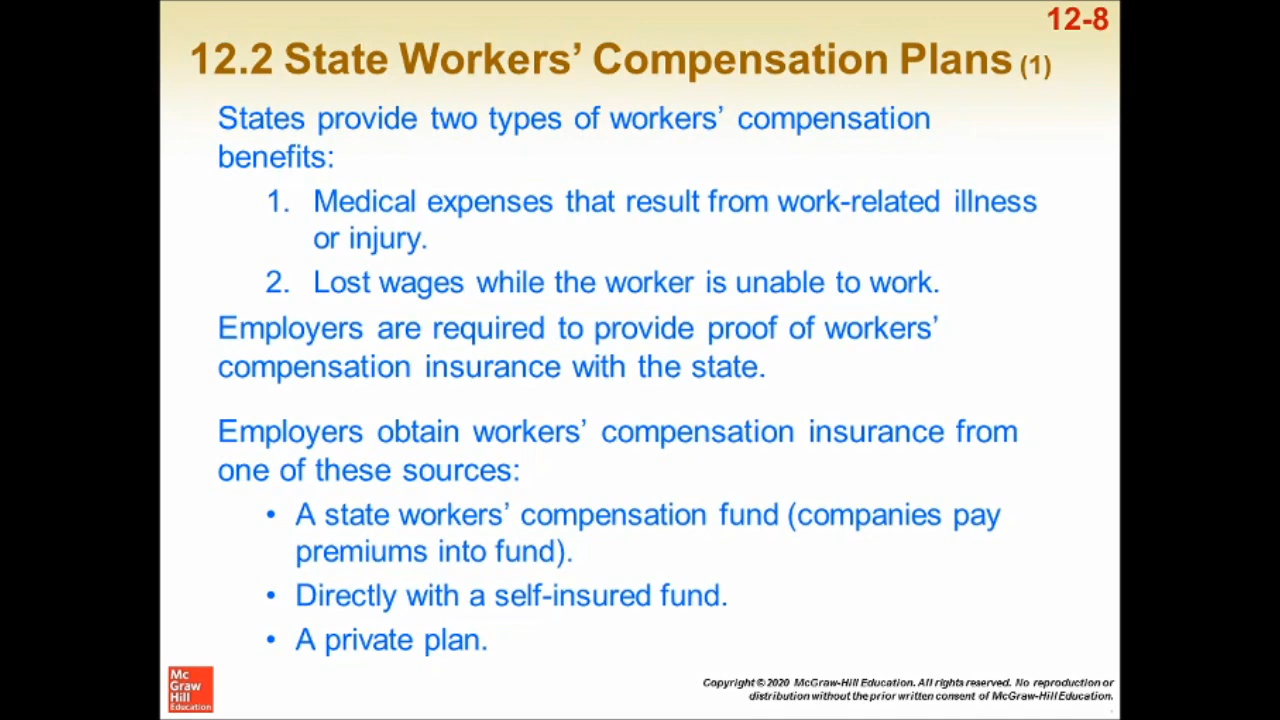 12-8
12.2 State Workers’ Compensation Plans (1)
States provide two types of workers’ compensation
benefits:
1. Medical expenses that result from work-related illness
or injury.
2. Lost wages while the worker is unable to work.
Employers are required to provide proof of workers’
compensation insurance with the state.
Employers obtain workers’ compensation insurance from
one of these sources:
• A state workers’ compensation fund (companies pay
premiums into fund).
• Directly with a self-insured fund.
• A private plan.
Mc
Graw
Hill
Education
Copyright © 2020 McGraw-Hill Education. All rights reserved. No reproduction or
distribution without the prior written consent of McGraw-Hill Education.